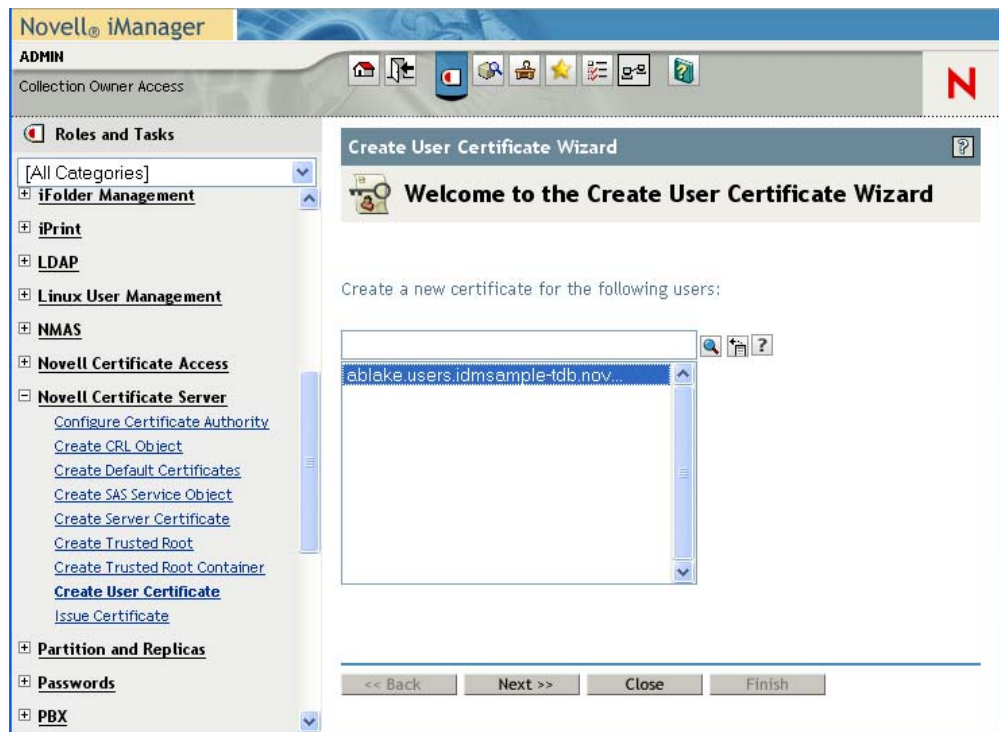 Novell® iManager
ADMIN
Collection Owner Access
N
Roles and Tasks
[All Categories]
iFolder Management
iPrint
LDAP
Linux User Management
NMAS
Novell Certificate Access
Novell Certificate Server
Configure Certificate Authority
Create CRL Object
Create Default Certificates
Create SAS Service Object
Create Server Certificate
Create Trusted Root
Create Trusted Root Container
Create User Certificate
Issue Certificate
Partition and Replicas
Passwords
PBX
Create User Certificate Wizard
?
Welcome to the Create User Certificate Wizard
Create a new certificate for the following users:
?
ablake.users.idmsample-tdb.nov...
<< Back
Next >>
Close
Finish